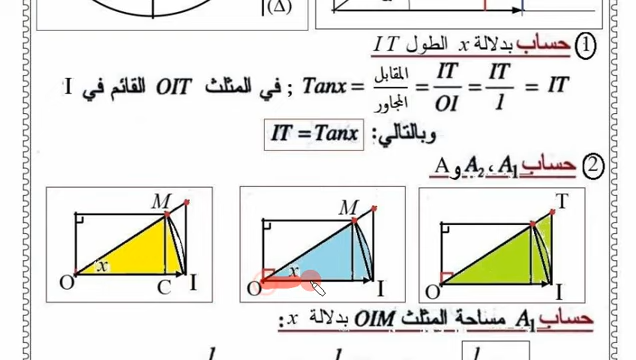 (Δ)
① حساب بدلالة x الطول IT
في المثلث OIT القائم في I ; Tanx = المقابل / المجاور = IT / OI = IT / 1 = IT
وبالتالي: IT = Tanx
② حساب A₁ ، A₂ و A
M M T
O x C I O x I O I
حساب A₁ مساحة المثلث OIM بدلالة x: